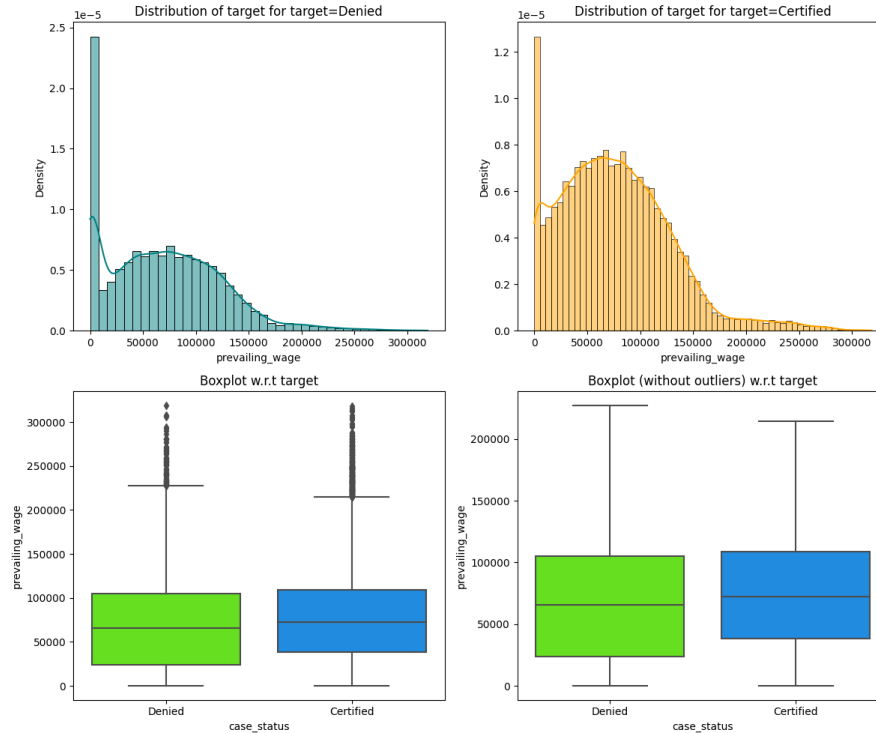 Distribution of target for target=Denied
1e−5
2.5
2.0
1.5
1.0
0.5
0.0
Density
0 50000 100000 150000 200000 250000 300000
prevailing_wage
Distribution of target for target=Certified
1e−5
1.2
1.0
0.8
0.6
0.4
0.2
0.0
Density
0 50000 100000 150000 200000 250000 300000
prevailing_wage
Boxplot w.r.t target
300000
250000
200000
150000
100000
50000
0
prevailing_wage
Denied Certified
case_status
Boxplot (without outliers) w.r.t target
200000
150000
100000
50000
0
prevailing_wage
Denied Certified
case_status